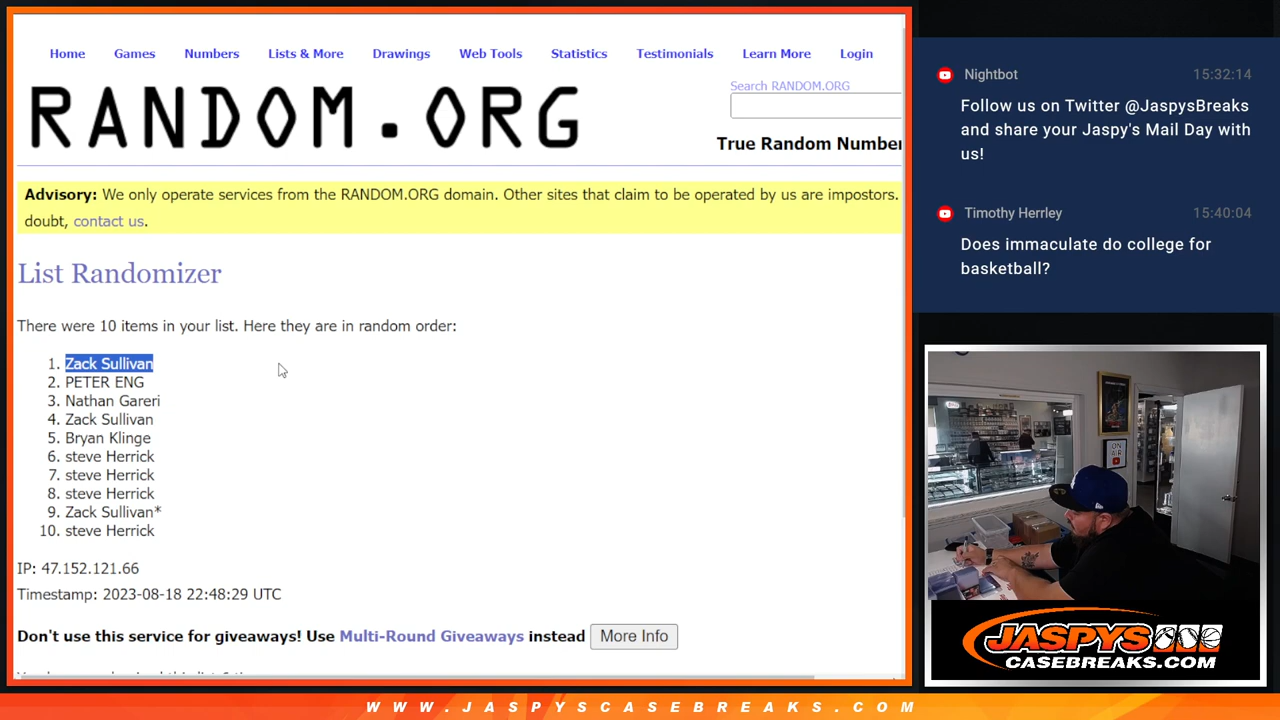 Home Games Numbers Lists & More Drawings Web Tools Statistics Testimonials Learn More Login
RANDOM.ORG
Search RANDOM.ORG
True Random Number
Advisory: We only operate services from the RANDOM.ORG domain. Other sites that claim to be operated by us are impostors.
doubt, contact us.
List Randomizer
There were 10 items in your list. Here they are in random order:
1. Zack Sullivan
2. PETER ENG
3. Nathan Gareri
4. Zack Sullivan
5. Bryan Klinge
6. steve Herrick
7. steve Herrick
8. steve Herrick
9. Zack Sullivan*
10. steve Herrick
IP: 47.152.121.66
Timestamp: 2023-08-18 22:48:29 UTC
Don't use this service for giveaways! Use Multi-Round Giveaways instead More Info
Nightbot 15:32:14
Follow us on Twitter @JaspysBreaks
and share your Jaspy's Mail Day with
us!
Timothy Herrley 15:40:04
Does immaculate do college for
basketball?
ON
AIR
JASPYS
CASEBREAKS.COM
WWW.JASPYSCASEBREAKS.COM